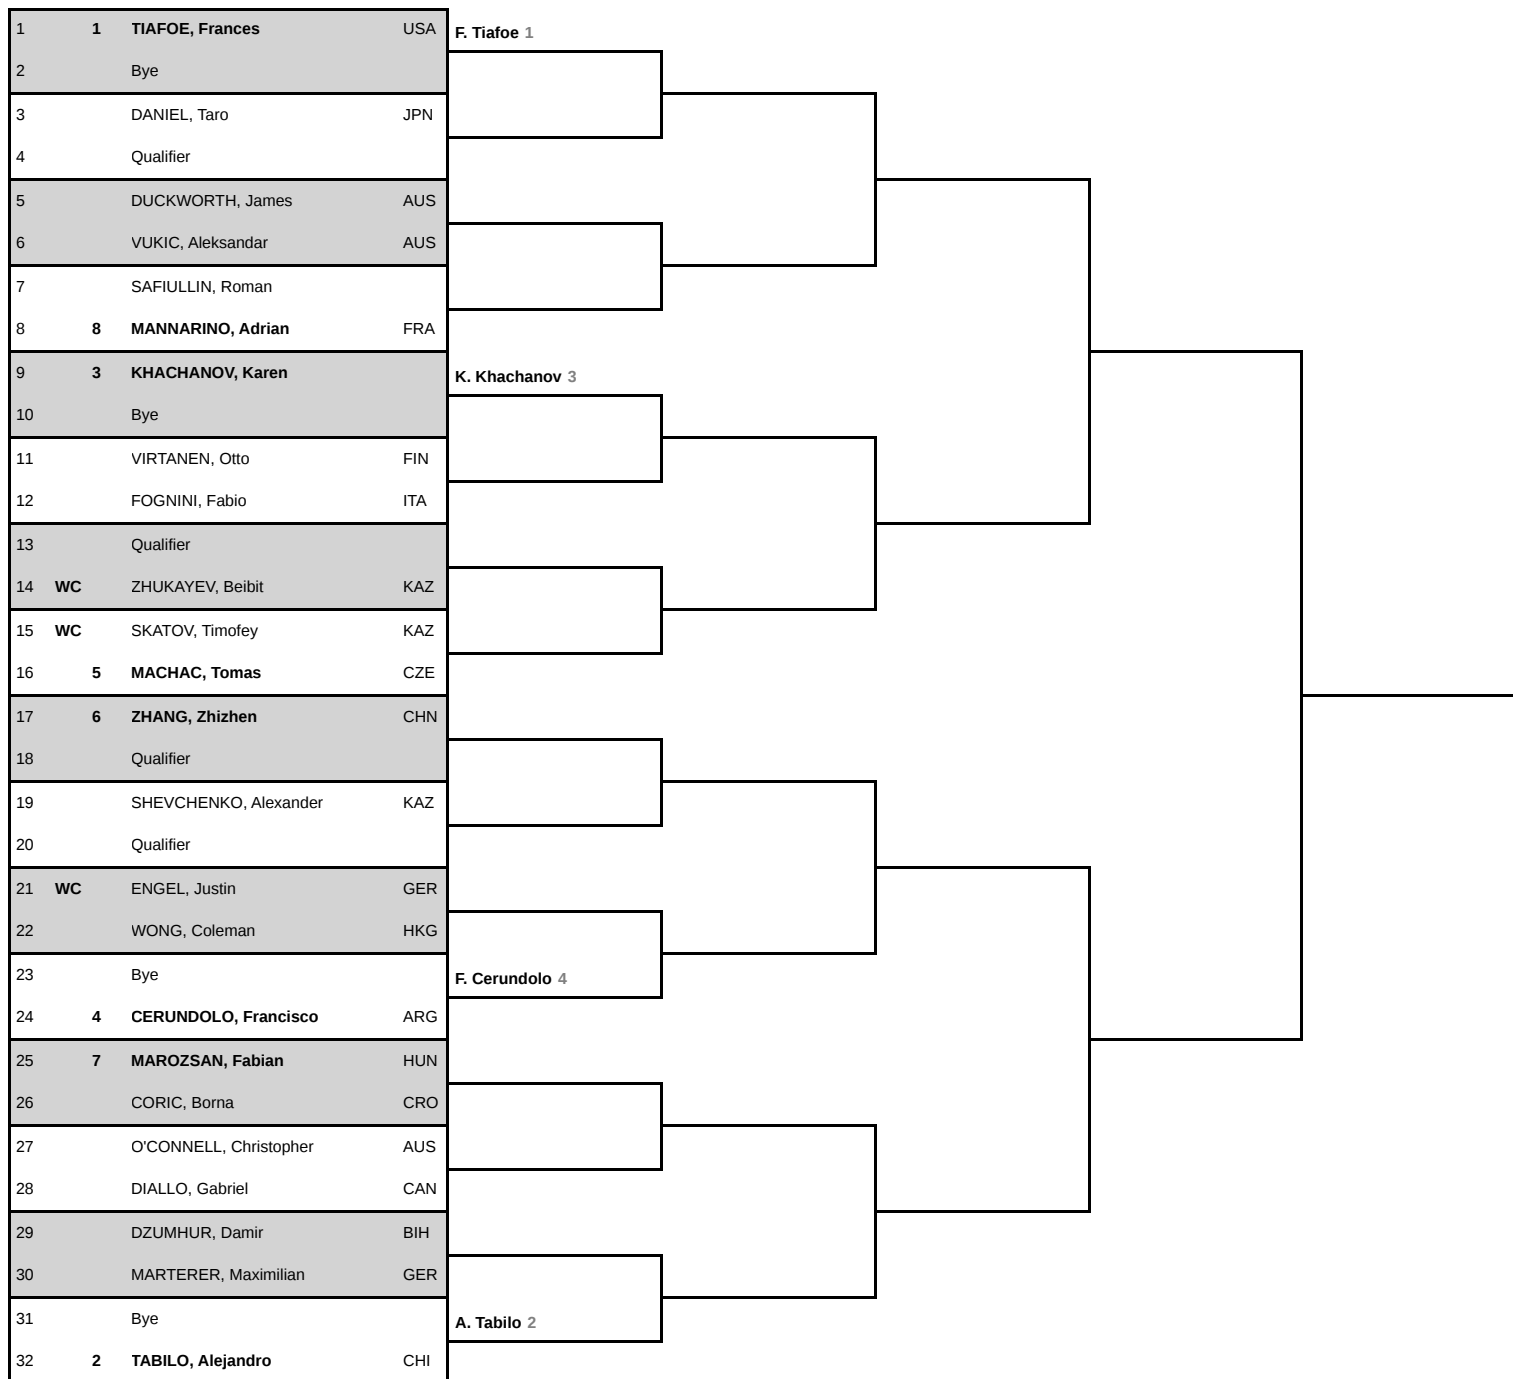 1 1 TIAFOE, Frances USA F. Tiafoe 1
2 Bye
3 DANIEL, Taro JPN
4 Qualifier
5 DUCKWORTH, James AUS
6 VUKIC, Aleksandar AUS
7 SAFIULLIN, Roman
8 8 MANNARINO, Adrian FRA
9 3 KHACHANOV, Karen K. Khachanov 3
10 Bye
11 VIRTANEN, Otto FIN
12 FOGNINI, Fabio ITA
13 Qualifier
14 WC ZHUKAYEV, Beibit KAZ
15 WC SKATOV, Timofey KAZ
16 5 MACHAC, Tomas CZE
17 6 ZHANG, Zhizhen CHN
18 Qualifier
19 SHEVCHENKO, Alexander KAZ
20 Qualifier
21 WC ENGEL, Justin GER
22 WONG, Coleman HKG
23 Bye F. Cerundolo 4
24 4 CERUNDOLO, Francisco ARG
25 7 MAROZSAN, Fabian HUN
26 CORIC, Borna CRO
27 O'CONNELL, Christopher AUS
28 DIALLO, Gabriel CAN
29 DZUMHUR, Damir BIH
30 MARTERER, Maximilian GER
31 Bye A. Tabilo 2
32 2 TABILO, Alejandro CHI